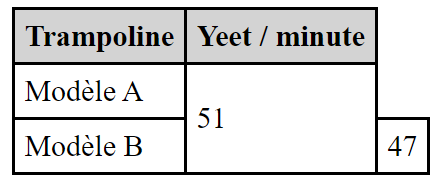 Trampoline Yeet / minute
Modèle A
51
Modèle B 47